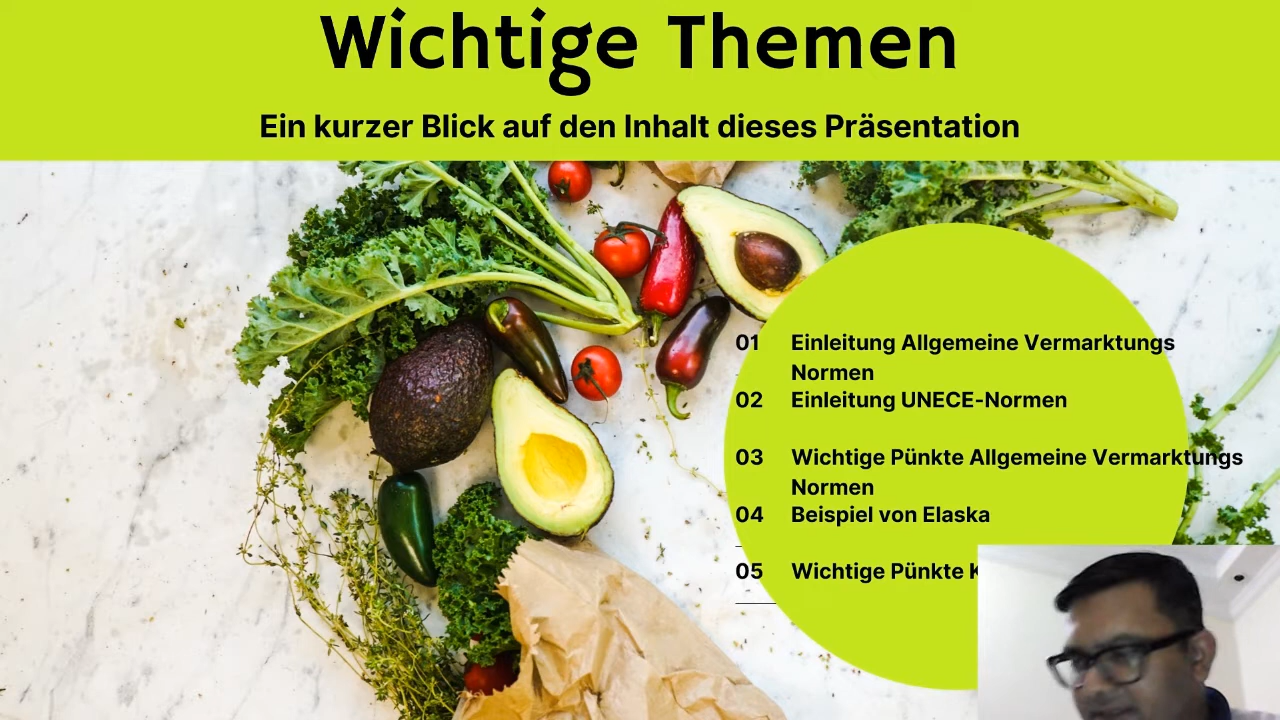 Wichtige Themen
Ein kurzer Blick auf den Inhalt dieses Präsentation
01 Einleitung Allgemeine Vermarktungs
Normen
02 Einleitung UNECE-Normen
03 Wichtige Pünkte Allgemeine Vermarktungs
Normen
04 Beispiel von Elaska
05 Wichtige Pünkte